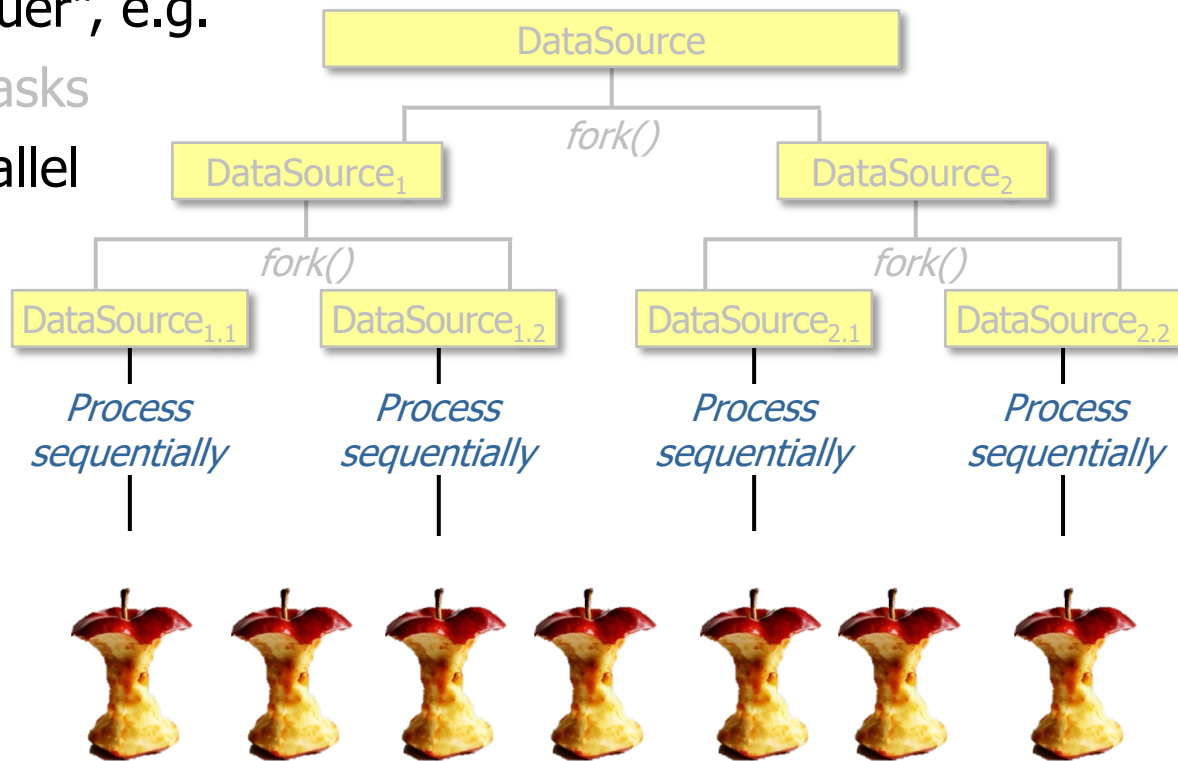 uer", e.g.
DataSource
asks
fork()
allel
DataSource₁ DataSource₂
fork() fork()
DataSource₁.₁ DataSource₁.₂ DataSource₂.₁ DataSource₂.₂
Process Process Process Process
sequentially sequentially sequentially sequentially